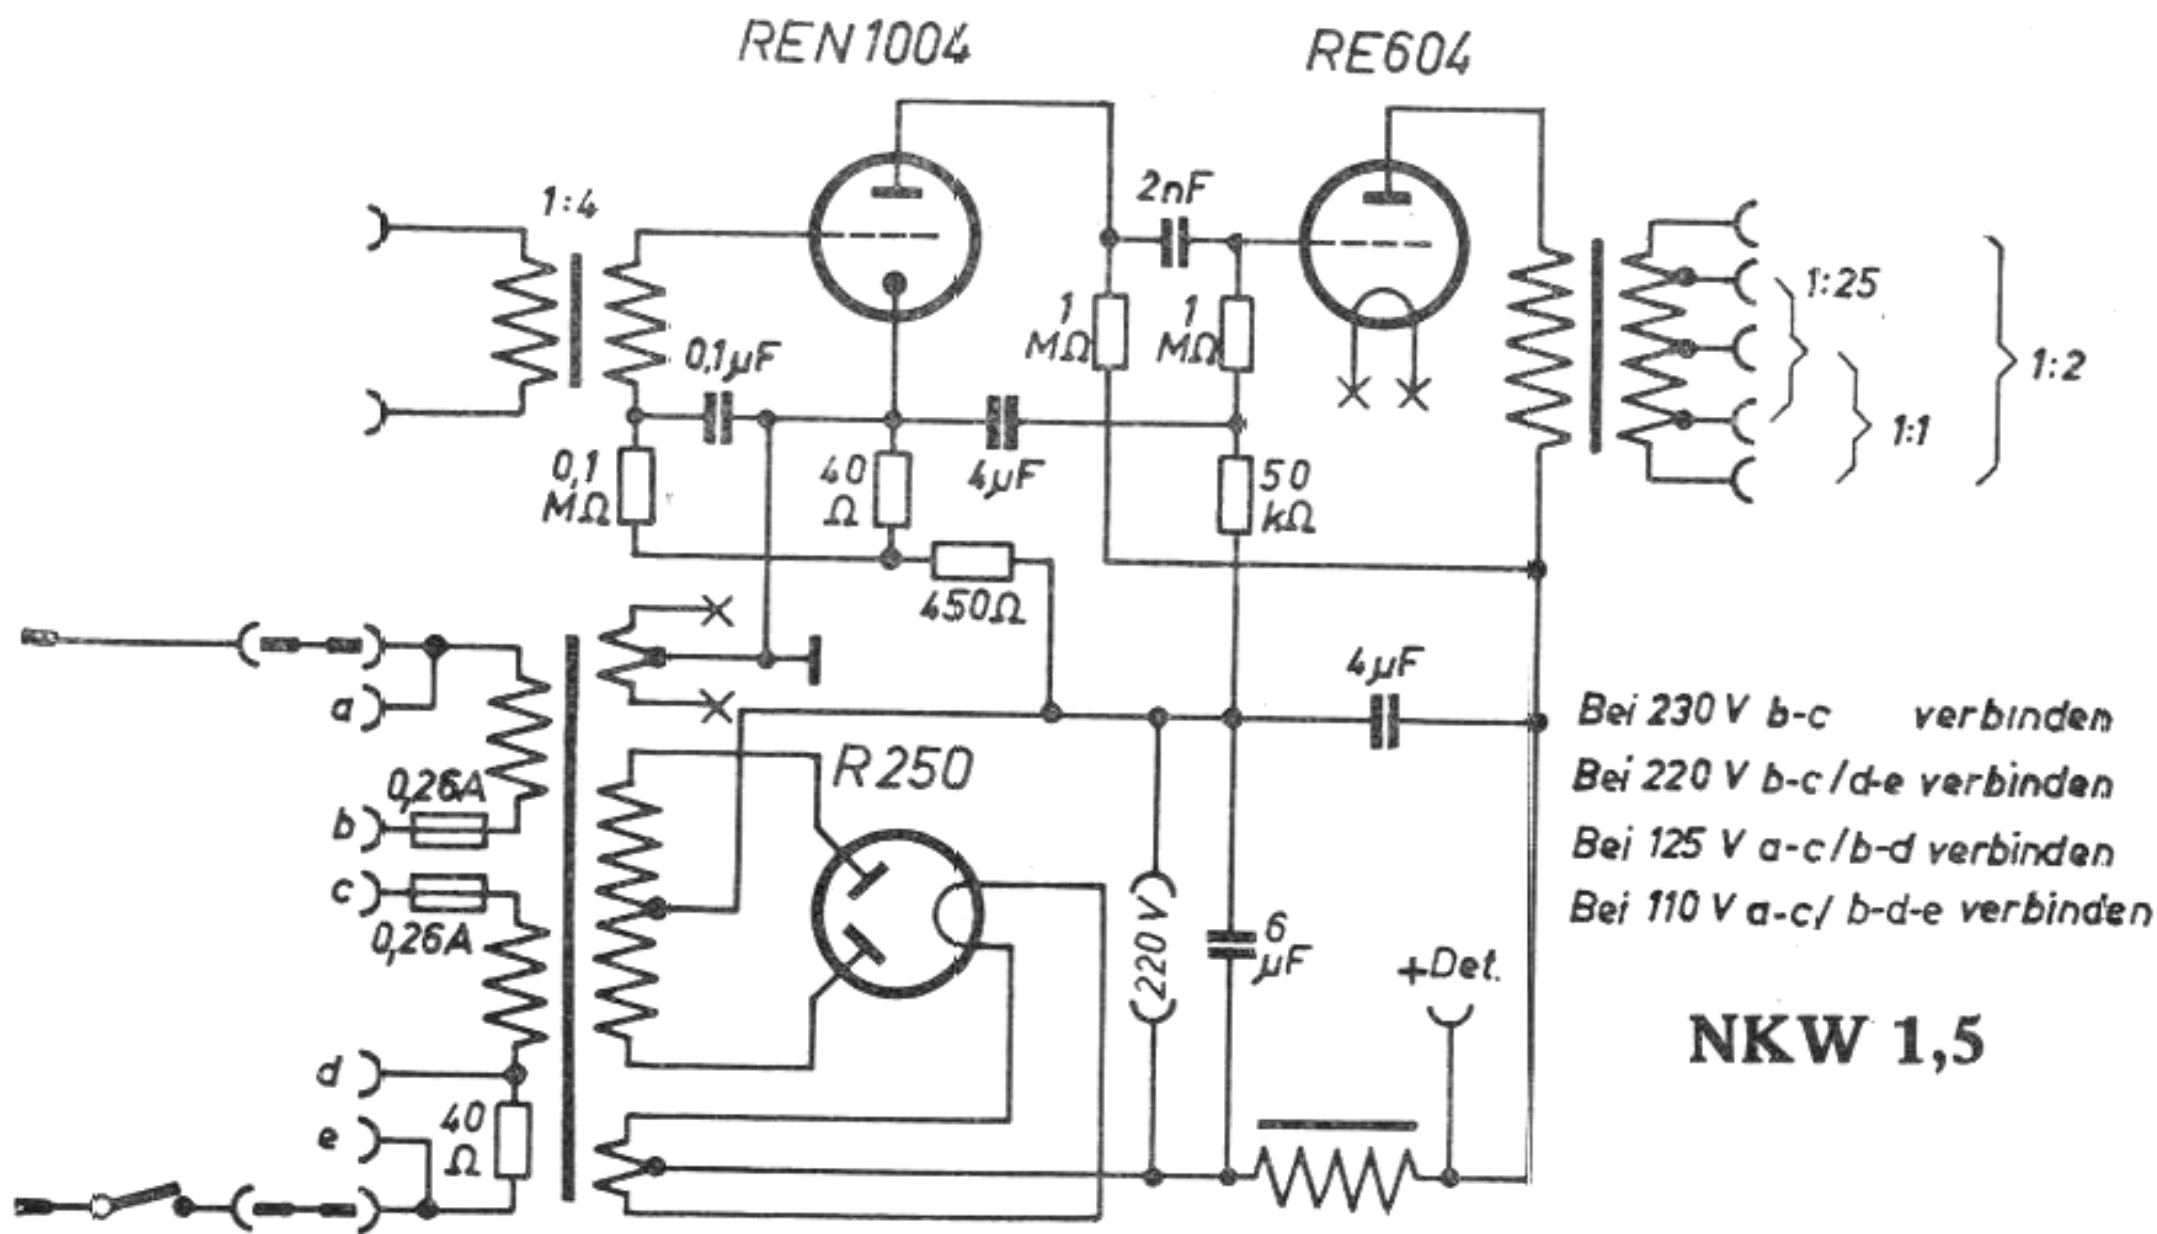 REN1004
RE604
1:4
2nF
1:25
1:2
1:1
0,1µF
1
MΩ
1
MΩ
0,1
MΩ
40
Ω
4µF
50
kΩ
450Ω
4µF
a
0,26A
b
c
0,26A
d
e
40
Ω
R250
220V
6
µF
+Det.
Bei 230 V b-c verbinden
Bei 220 V b-c/d-e verbinden
Bei 125 V a-c/b-d verbinden
Bei 110 V a-c/ b-d-e verbinden
NKW 1,5